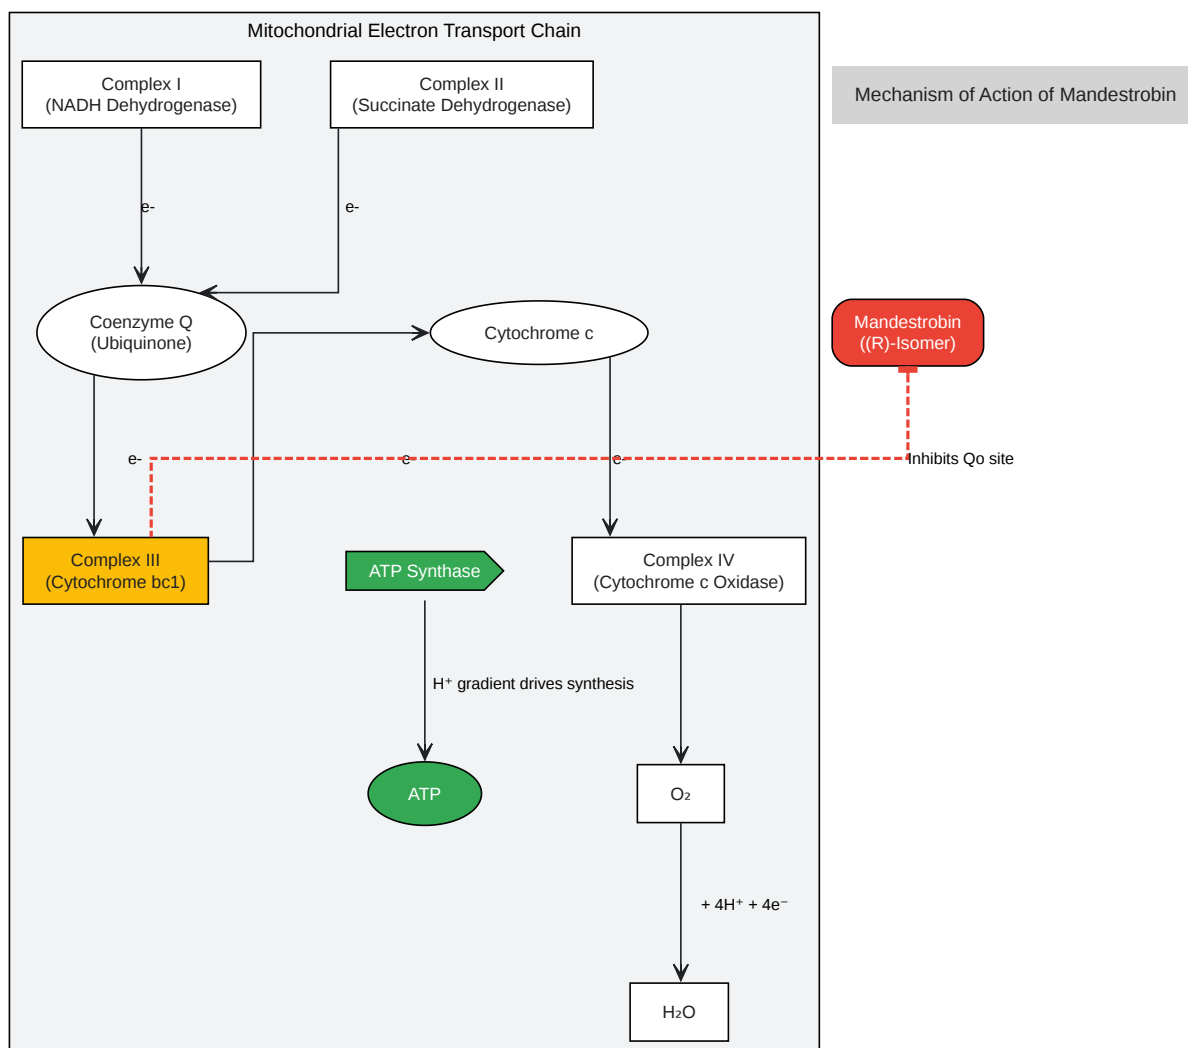 Mitochondrial Electron Transport Chain
Complex I
(NADH Dehydrogenase)
Complex II
(Succinate Dehydrogenase)
Mechanism of Action of Mandestrobin
e-
e-
Coenzyme Q
(Ubiquinone)
Cytochrome c
Mandestrobin
((R)-Isomer)
e-
e-
e-
Inhibits Qo site
Complex III
(Cytochrome bc1)
ATP Synthase
Complex IV
(Cytochrome c Oxidase)
H⁺ gradient drives synthesis
ATP
O₂
+ 4H⁺ + 4e⁻
H₂O